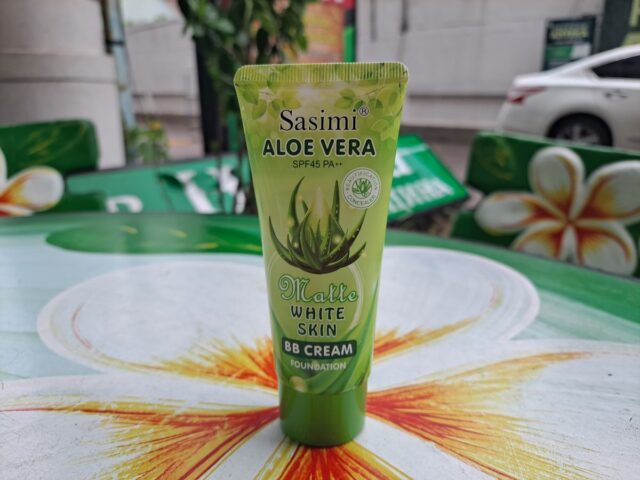 Sasimi®
ALOE VERA
SPF45 PA++
Matte
WHITE
SKIN
BB CREAM
FOUNDATION